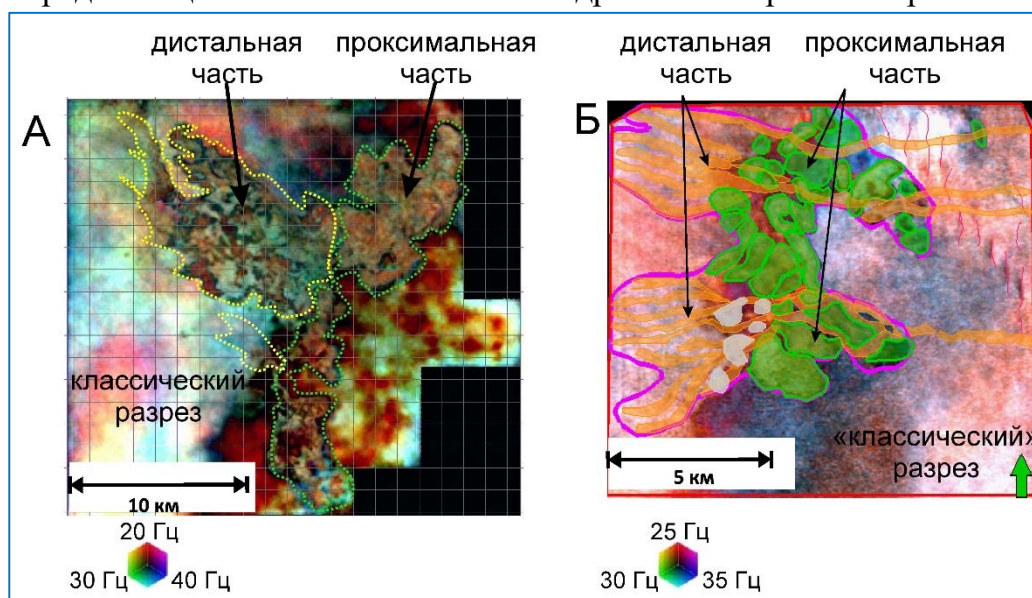 А
дистальная
часть
проксимальная
часть
классический
разрез
10 км
20 Гц
30 Гц
40 Гц
Б
дистальная
часть
проксимальная
часть
«классический»
разрез
5 км
25 Гц
30 Гц
35 Гц